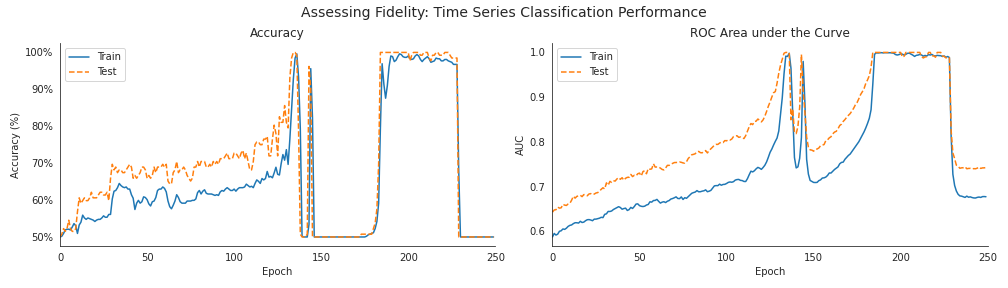 Assessing Fidelity: Time Series Classification Performance
Accuracy
Train
Test
100%
90%
80%
70%
60%
50%
Accuracy (%)
0 50 100 150 200 250
Epoch
ROC Area under the Curve
Train
Test
1.0
0.9
0.8
0.7
0.6
AUC
0 50 100 150 200 250
Epoch